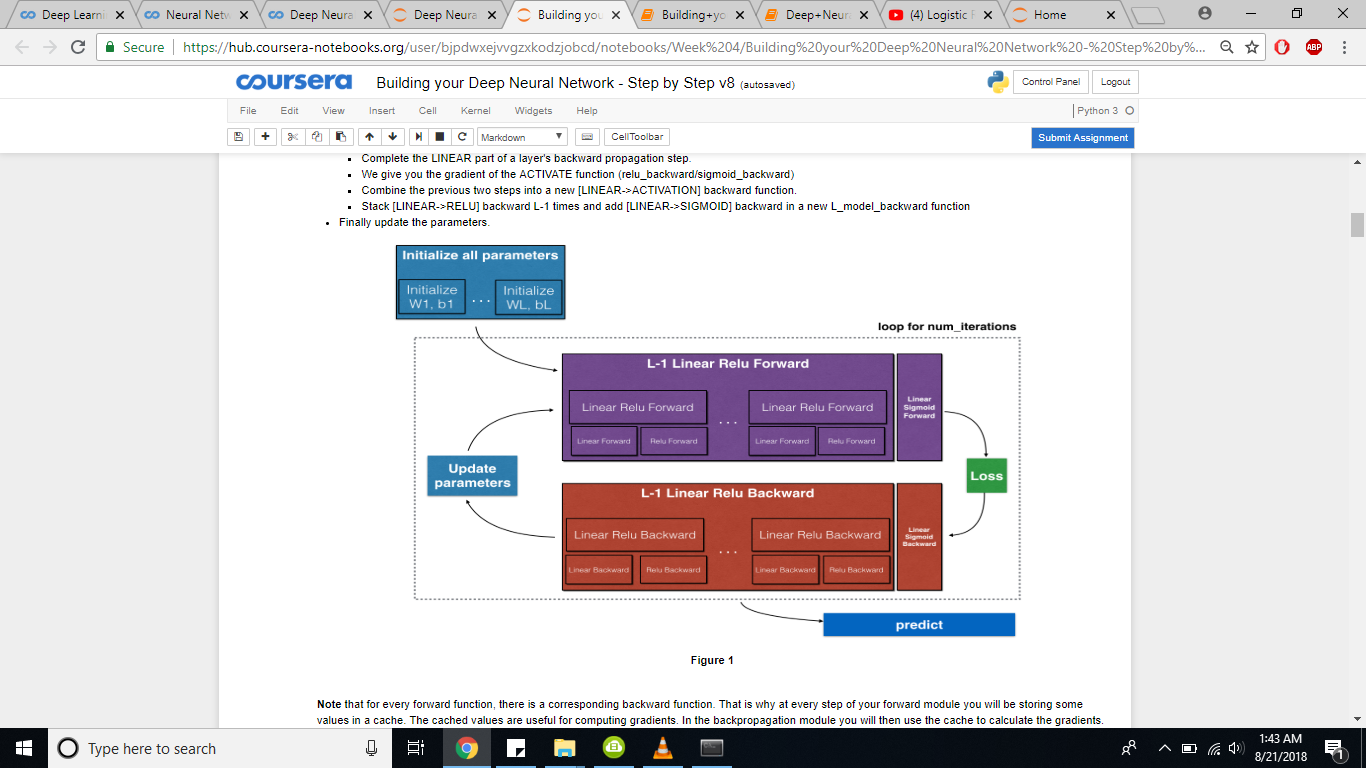 Deep Learni
Neural Netw
Deep Neura
Deep Neura
Building you
Building+yo
Deep+Neur
(4) Logistic R
Home
Secure
https://hub.coursera-notebooks.org/user/bjpdwxejvvgzxkodzjobcd/notebooks/Week%204/Building%20your%20Deep%20Neural%20Network%20-%20Step%20by%...
ABP
coursera
Building your Deep Neural Network - Step by Step v8 (autosaved)
Control Panel
Logout
File Edit View Insert Cell Kernel Widgets Help
Python 3
Markdown
CellToolbar
Submit Assignment
Complete the LINEAR part of a layer's backward propagation step.
We give you the gradient of the ACTIVATE function (relu_backward/sigmoid_backward)
Combine the previous two steps into a new [LINEAR->ACTIVATION] backward function.
Stack [LINEAR->RELU] backward L-1 times and add [LINEAR->SIGMOID] backward in a new L_model_backward function
Finally update the parameters.
Initialize all parameters
Initialize
W1, b1
...
Initialize
WL, bL
loop for num_iterations
L-1 Linear Relu Forward
Linear Relu Forward
...
Linear Relu Forward
Linear Forward
Relu Forward
Linear Forward
Relu Forward
Linear
Sigmoid
Forward
Update
parameters
Loss
L-1 Linear Relu Backward
Linear Relu Backward
...
Linear Relu Backward
Linear Backward
Relu Backward
Linear Backward
Relu Backward
Linear
Sigmoid
Backward
predict
Figure 1
Note that for every forward function, there is a corresponding backward function. That is why at every step of your forward module you will be storing some
values in a cache. The cached values are useful for computing gradients. In the backpropagation module you will then use the cache to calculate the gradients.
Type here to search
1:43 AM
8/21/2018
1